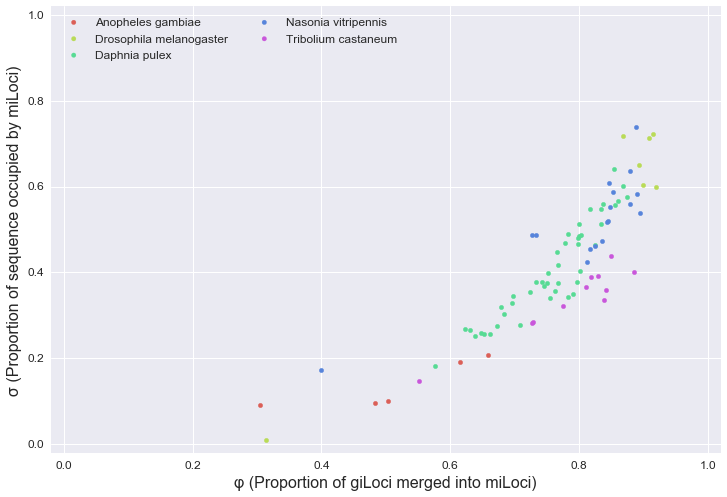 Anopheles gambiae
Drosophila melanogaster
Daphnia pulex
Nasonia vitripennis
Tribolium castaneum
σ (Proportion of sequence occupied by miLoci)
1.0
0.8
0.6
0.4
0.2
0.0
0.0 0.2 0.4 0.6 0.8 1.0
φ (Proportion of giLoci merged into miLoci)